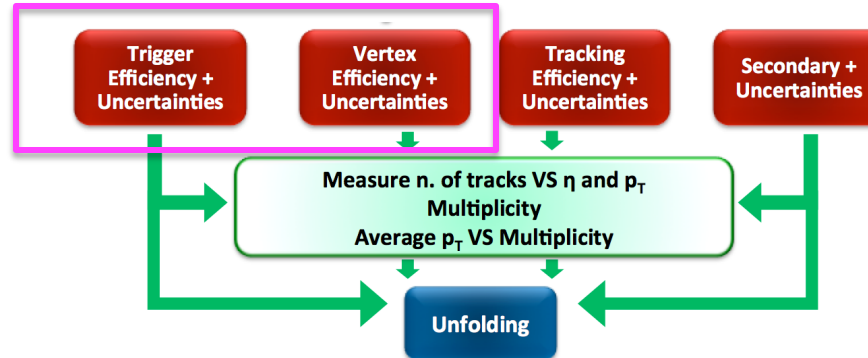 Trigger
Efficiency +
Uncertainties
Vertex
Efficiency +
Uncertainties
Tracking
Efficiency +
Uncertainties
Secondary +
Uncertainties
Measure n. of tracks VS η and pT
Multiplicity
Average pT VS Multiplicity
Unfolding